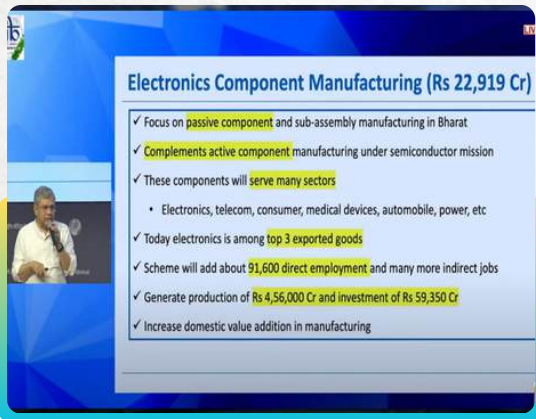 LIV
Electronics Component Manufacturing (Rs 22,919 Cr)
✓ Focus on passive component and sub-assembly manufacturing in Bharat
✓ Complements active component manufacturing under semiconductor mission
✓ These components will serve many sectors
• Electronics, telecom, consumer, medical devices, automobile, power, etc
✓ Today electronics is among top 3 exported goods
✓ Scheme will add about 91,600 direct employment and many more indirect jobs
✓ Generate production of Rs 4,56,000 Cr and investment of Rs 59,350 Cr
✓ Increase domestic value addition in manufacturing